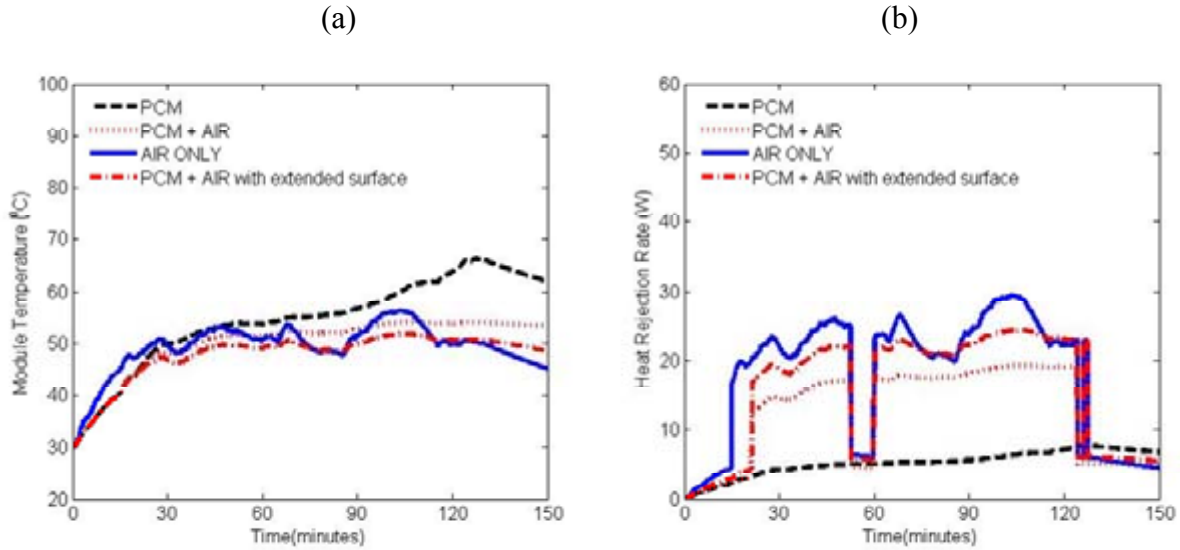 (a)
(b)
100
90
80
70
60
50
40
30
20
Module Temperature (⁰C)
PCM
PCM + AIR
AIR ONLY
PCM + AIR with extended surface
0
30
60
90
120
150
Time(minutes)
60
50
40
30
20
10
0
Heat Rejection Rate (W)
PCM
PCM + AIR
AIR ONLY
PCM + AIR with extended surface
0
30
60
90
120
150
Time(minutes)